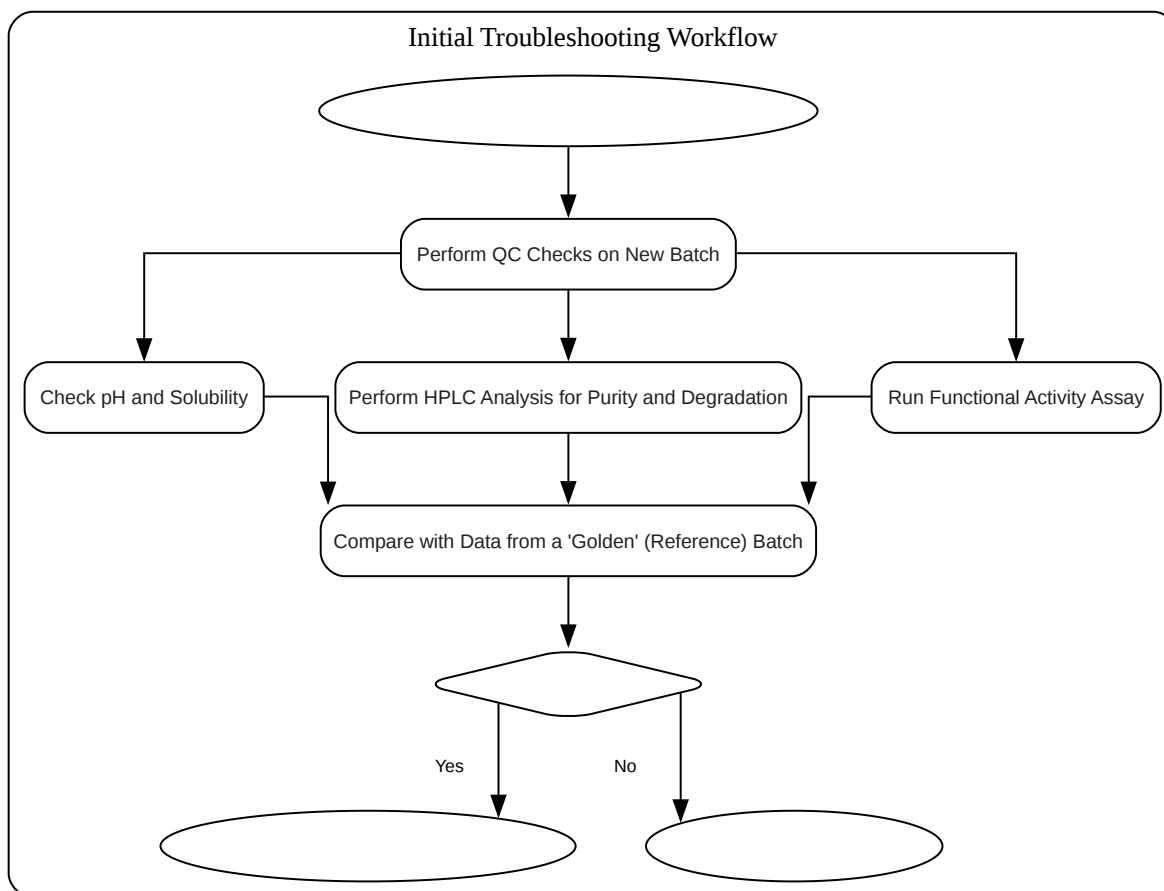 Initial Troubleshooting Workflow
Perform QC Checks on New Batch
Check pH and Solubility
Perform HPLC Analysis for Purity and Degradation
Run Functional Activity Assay
Compare with Data from a 'Golden' (Reference) Batch
Yes
No